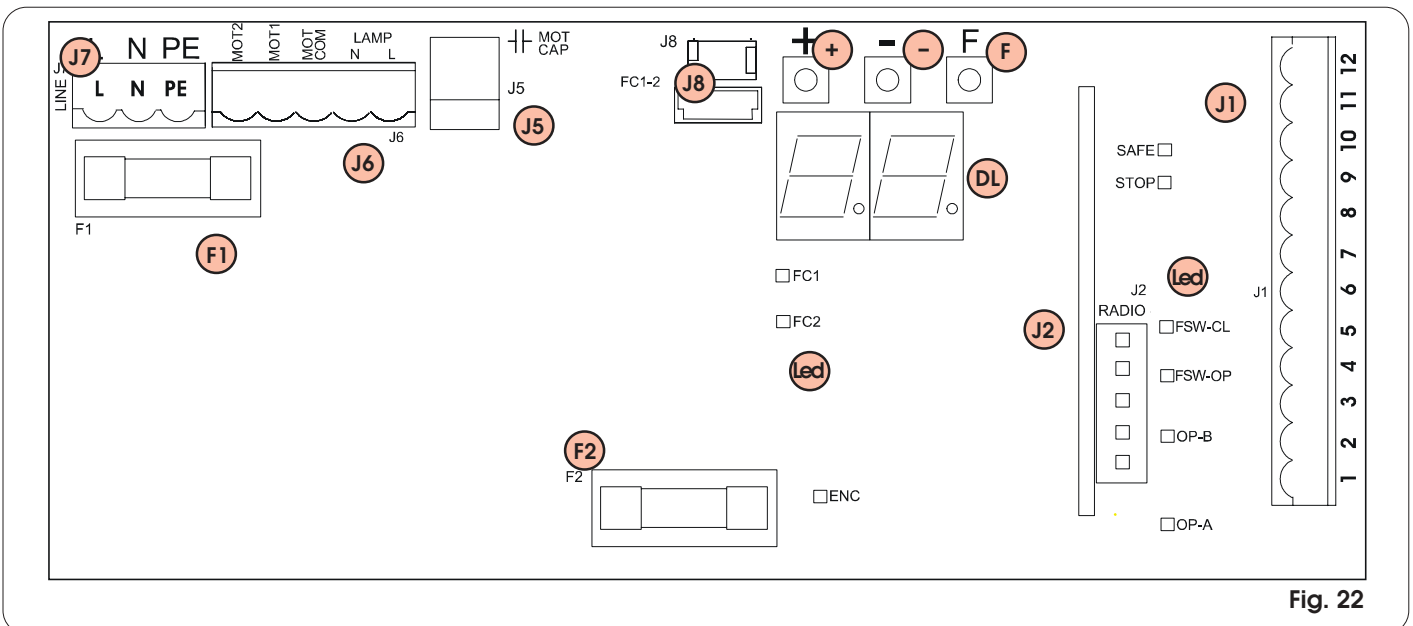 J7
L N PE
LINE
L N PE
MOT2
MOT1
MOT COM
LAMP
N L
J6
J6
MOT CAP
J5
J5
J8
FC1-2
J8
+ +
- -
F F
DL
F1
F1
FC1
FC2
Led
F2
F2
ENC
J2
J2
RADIO
SAFE
STOP
Led
FSW-CL
FSW-OP
OP-B
OP-A
J1
J1
12
11
10
9
8
7
6
5
4
3
2
1
Fig. 22